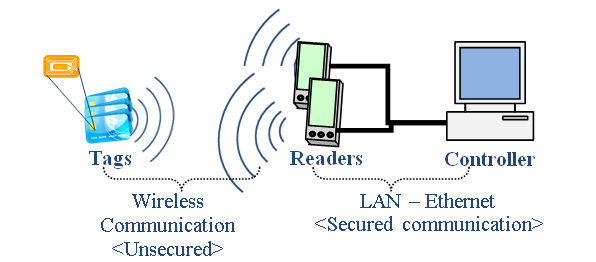 Tags
Readers
Controller
Wireless
Communication
<Unsecured>
LAN – Ethernet
<Secured communication>